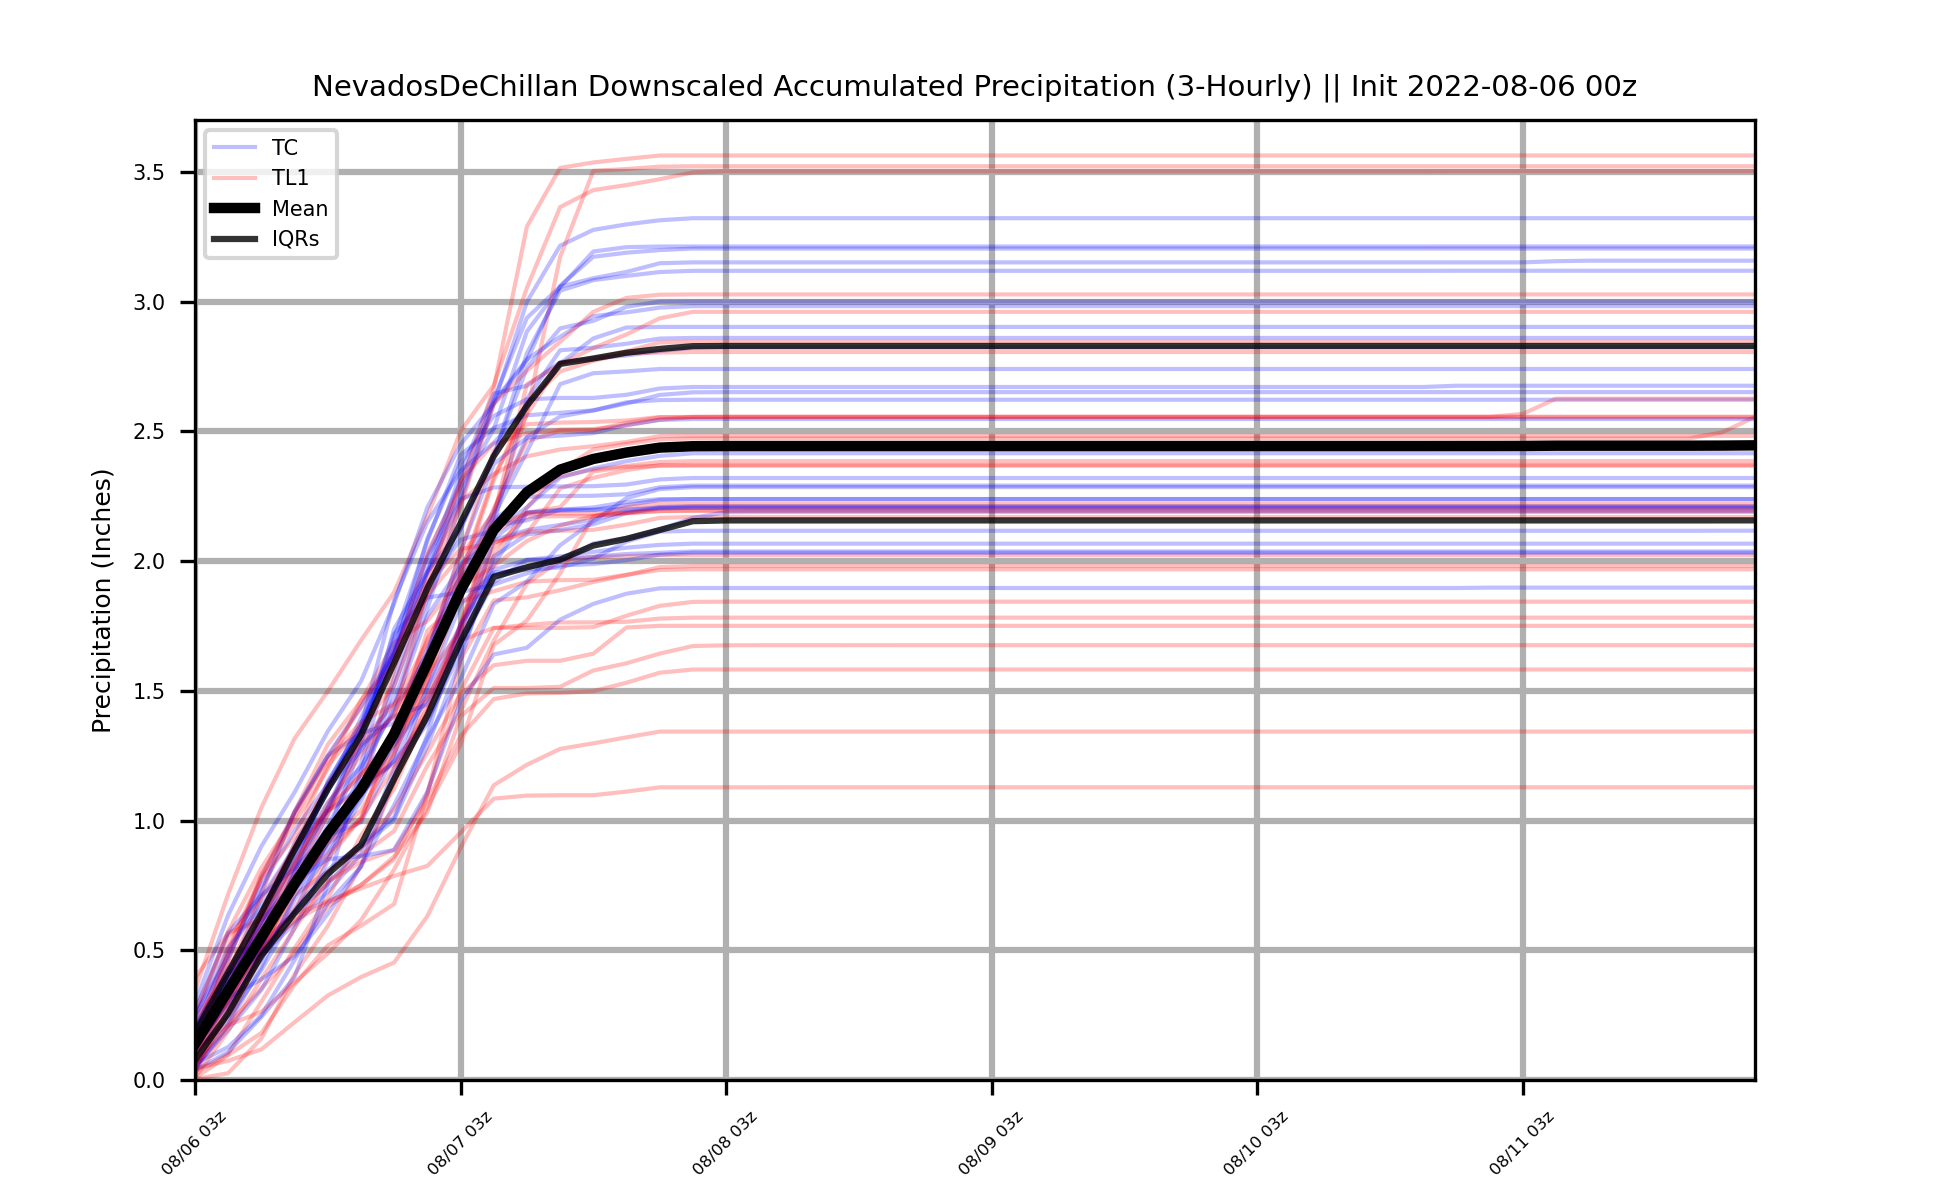 NevadosDeChillan Downscaled Accumulated Precipitation (3-Hourly) || Init 2022-08-06 00z
TC
TL1
Mean
IQRs
Precipitation (Inches)
3.5
3.0
2.5
2.0
1.5
1.0
0.5
0.0
08/06 03z
08/07 03z
08/08 03z
08/09 03z
08/10 03z
08/11 03z